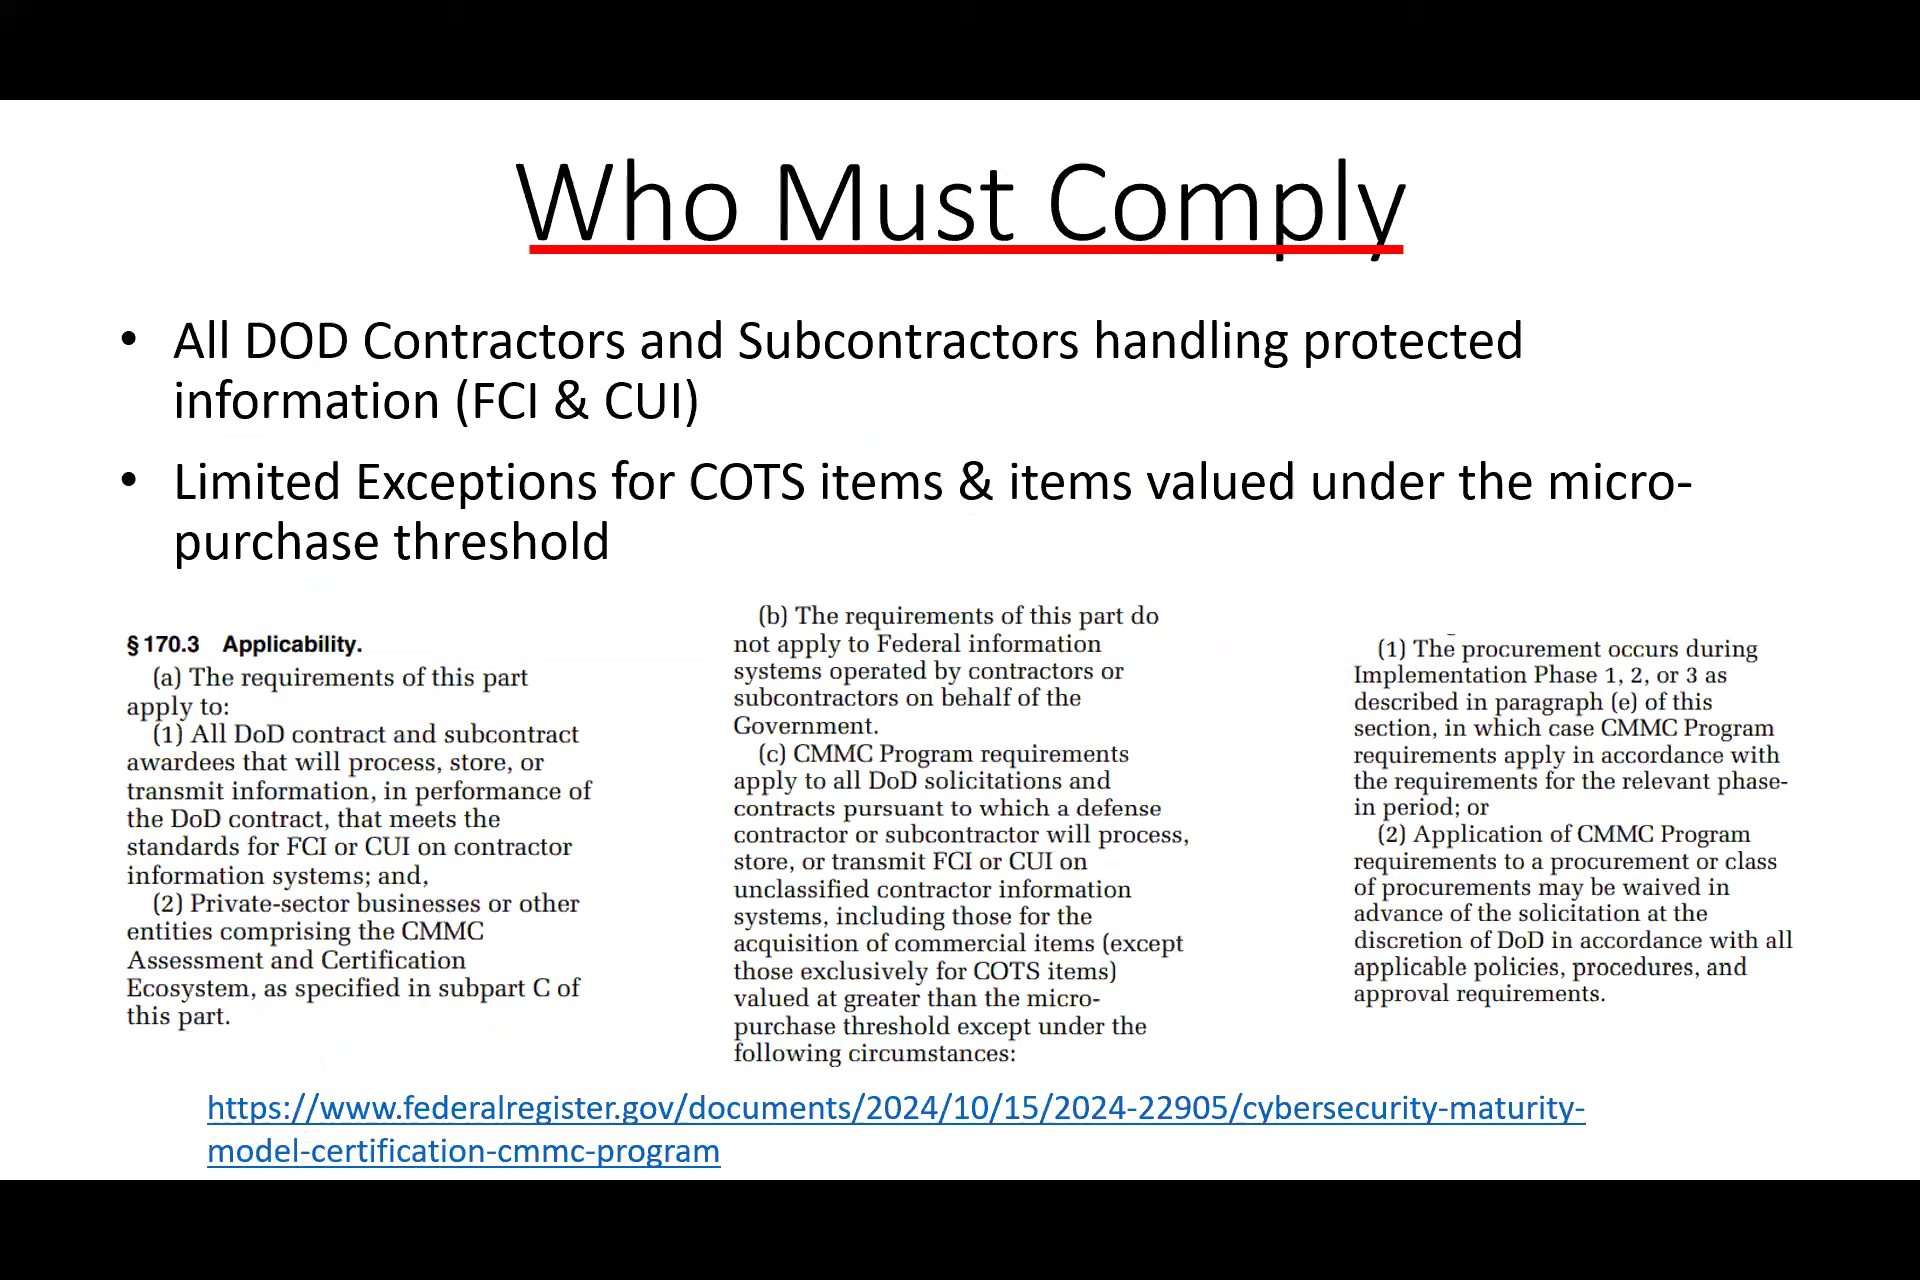 Who Must Comply
• All DOD Contractors and Subcontractors handling protected
information (FCI & CUI)
• Limited Exceptions for COTS items & items valued under the micro-
purchase threshold
§ 170.3 Applicability.
(a) The requirements of this part
apply to:
(1) All DoD contract and subcontract
awardees that will process, store, or
transmit information, in performance of
the DoD contract, that meets the
standards for FCI or CUI on contractor
information systems; and,
(2) Private-sector businesses or other
entities comprising the CMMC
Assessment and Certification
Ecosystem, as specified in subpart C of
this part.
(b) The requirements of this part do
not apply to Federal information
systems operated by contractors or
subcontractors on behalf of the
Government.
(c) CMMC Program requirements
apply to all DoD solicitations and
contracts pursuant to which a defense
contractor or subcontractor will process,
store, or transmit FCI or CUI on
unclassified contractor information
systems, including those for the
acquisition of commercial items (except
those exclusively for COTS items)
valued at greater than the micro-
purchase threshold except under the
following circumstances:
(1) The procurement occurs during
Implementation Phase 1, 2, or 3 as
described in paragraph (e) of this
section, in which case CMMC Program
requirements apply in accordance with
the requirements for the relevant phase-
in period; or
(2) Application of CMMC Program
requirements to a procurement or class
of procurements may be waived in
advance of the solicitation at the
discretion of DoD in accordance with all
applicable policies, procedures, and
approval requirements.
https://www.federalregister.gov/documents/2024/10/15/2024-22905/cybersecurity-maturity-
model-certification-cmmc-program